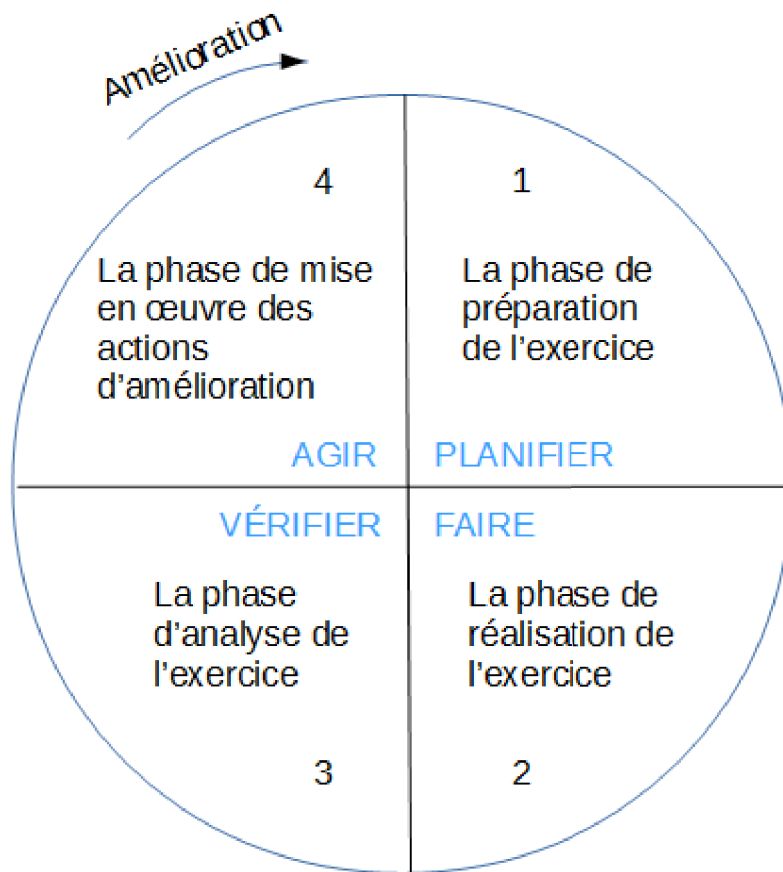 Amélioration
4
La phase de mise
en œuvre des
actions
d’amélioration
AGIR
1
La phase de
préparation
de l’exercice
PLANIFIER
FAIRE
La phase de
réalisation de
l’exercice
2
VÉRIFIER
La phase
d’analyse de
l’exercice
3